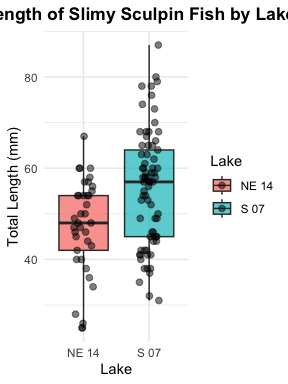 ength of Slimy Sculpin Fish by Lake
Total Length (mm)
80
60
40
NE 14
S 07
Lake
Lake
NE 14
S 07